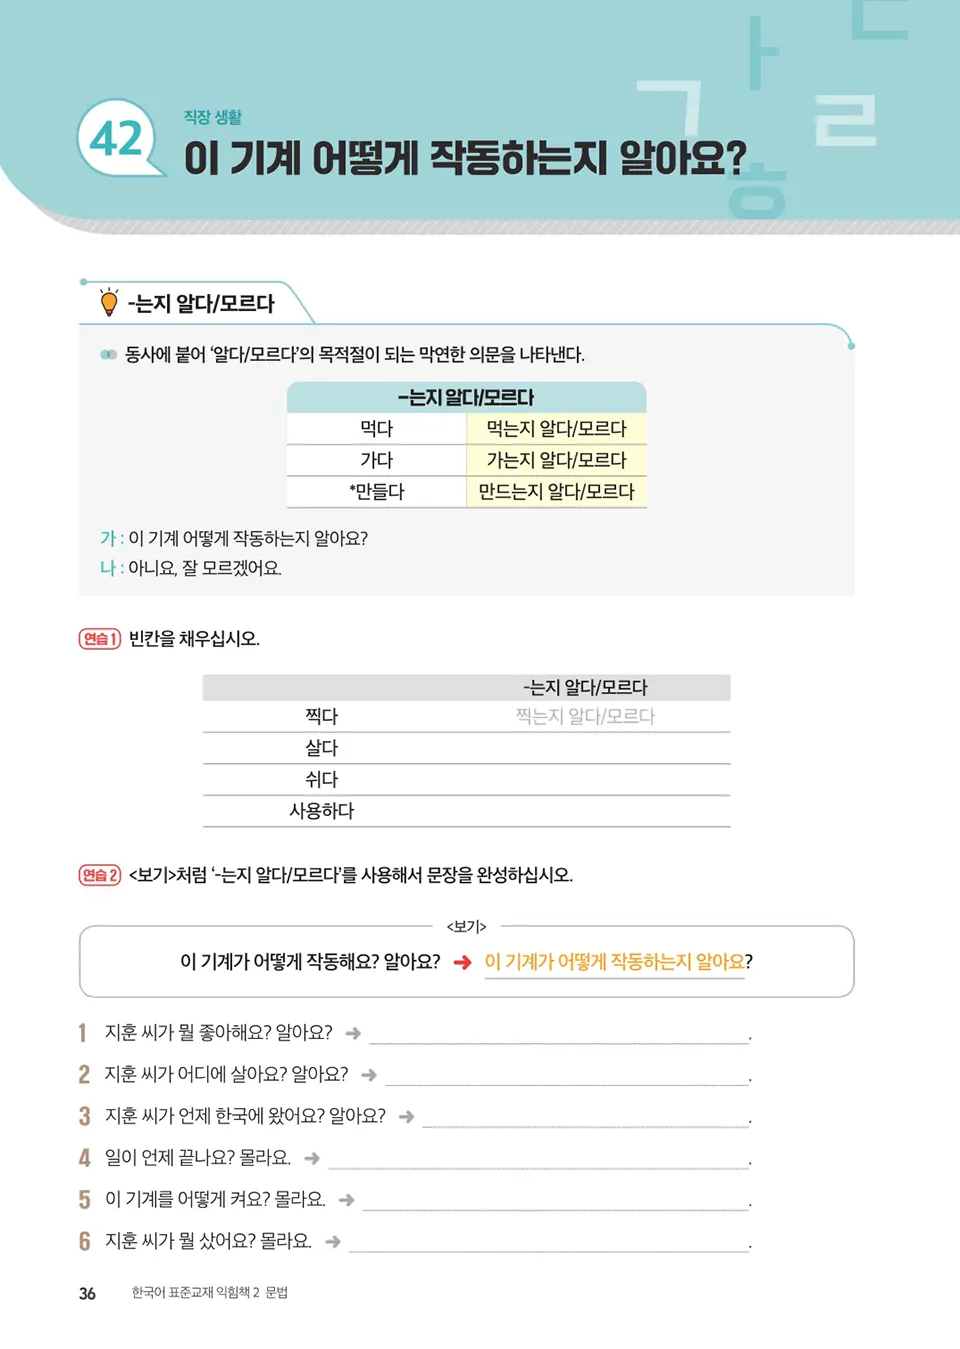 42
직장 생활
이 기계 어떻게 작동하는지 알아요?
ㅏ
ㄷ
ㄱ
ㄹ
ㅎ
-는지 알다/모르다
동사에 붙어 ‘알다/모르다’의 목적절이 되는 막연한 의문을 나타낸다.
-는지 알다/모르다
먹다 먹는지 알다/모르다
가다 가는지 알다/모르다
*만들다 만드는지 알다/모르다
가 : 이 기계 어떻게 작동하는지 알아요?
나 : 아니요, 잘 모르겠어요.
연습 1 빈칸을 채우십시오.
-는지 알다/모르다
찍다 찍는지 알다/모르다
살다
쉬다
사용하다
연습 2 <보기>처럼 ‘-는지 알다/모르다’를 사용해서 문장을 완성하십시오.
<보기>
이 기계가 어떻게 작동해요? 알아요? ➜ 이 기계가 어떻게 작동하는지 알아요?
1 지훈 씨가 뭘 좋아해요? 알아요? ➜ .
2 지훈 씨가 어디에 살아요? 알아요? ➜ .
3 지훈 씨가 언제 한국에 왔어요? 알아요? ➜ .
4 일이 언제 끝나요? 몰라요. ➜ .
5 이 기계를 어떻게 켜요? 몰라요. ➜ .
6 지훈 씨가 뭘 샀어요? 몰라요. ➜ .
36 한국어 표준교재 익힘책 2 문법